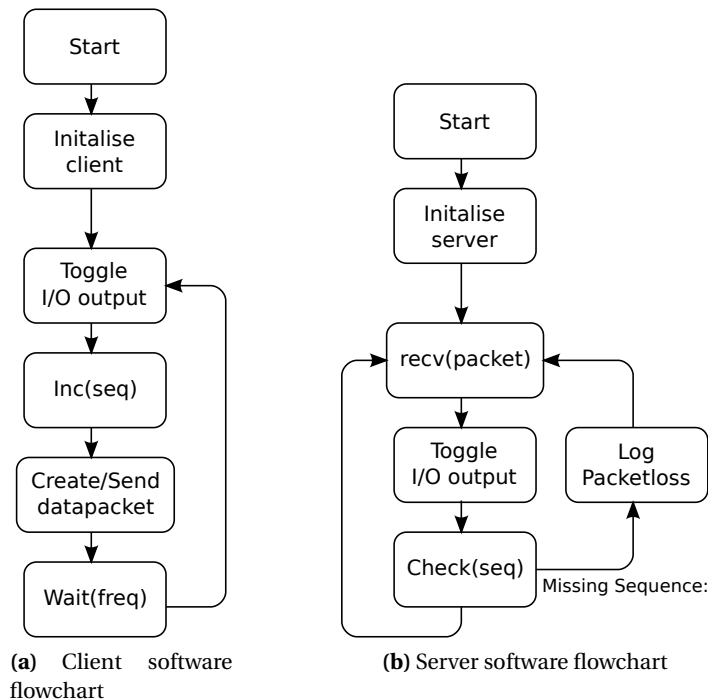 Start
Initalise
client
Toggle
I/O output
Inc(seq)
Create/Send
datapacket
Wait(freq)
(a) Client software
flowchart
Start
Initalise
server
recv(packet)
Toggle
I/O output
Log
Packetloss
Check(seq)
Missing Sequence:
(b) Server software flowchart